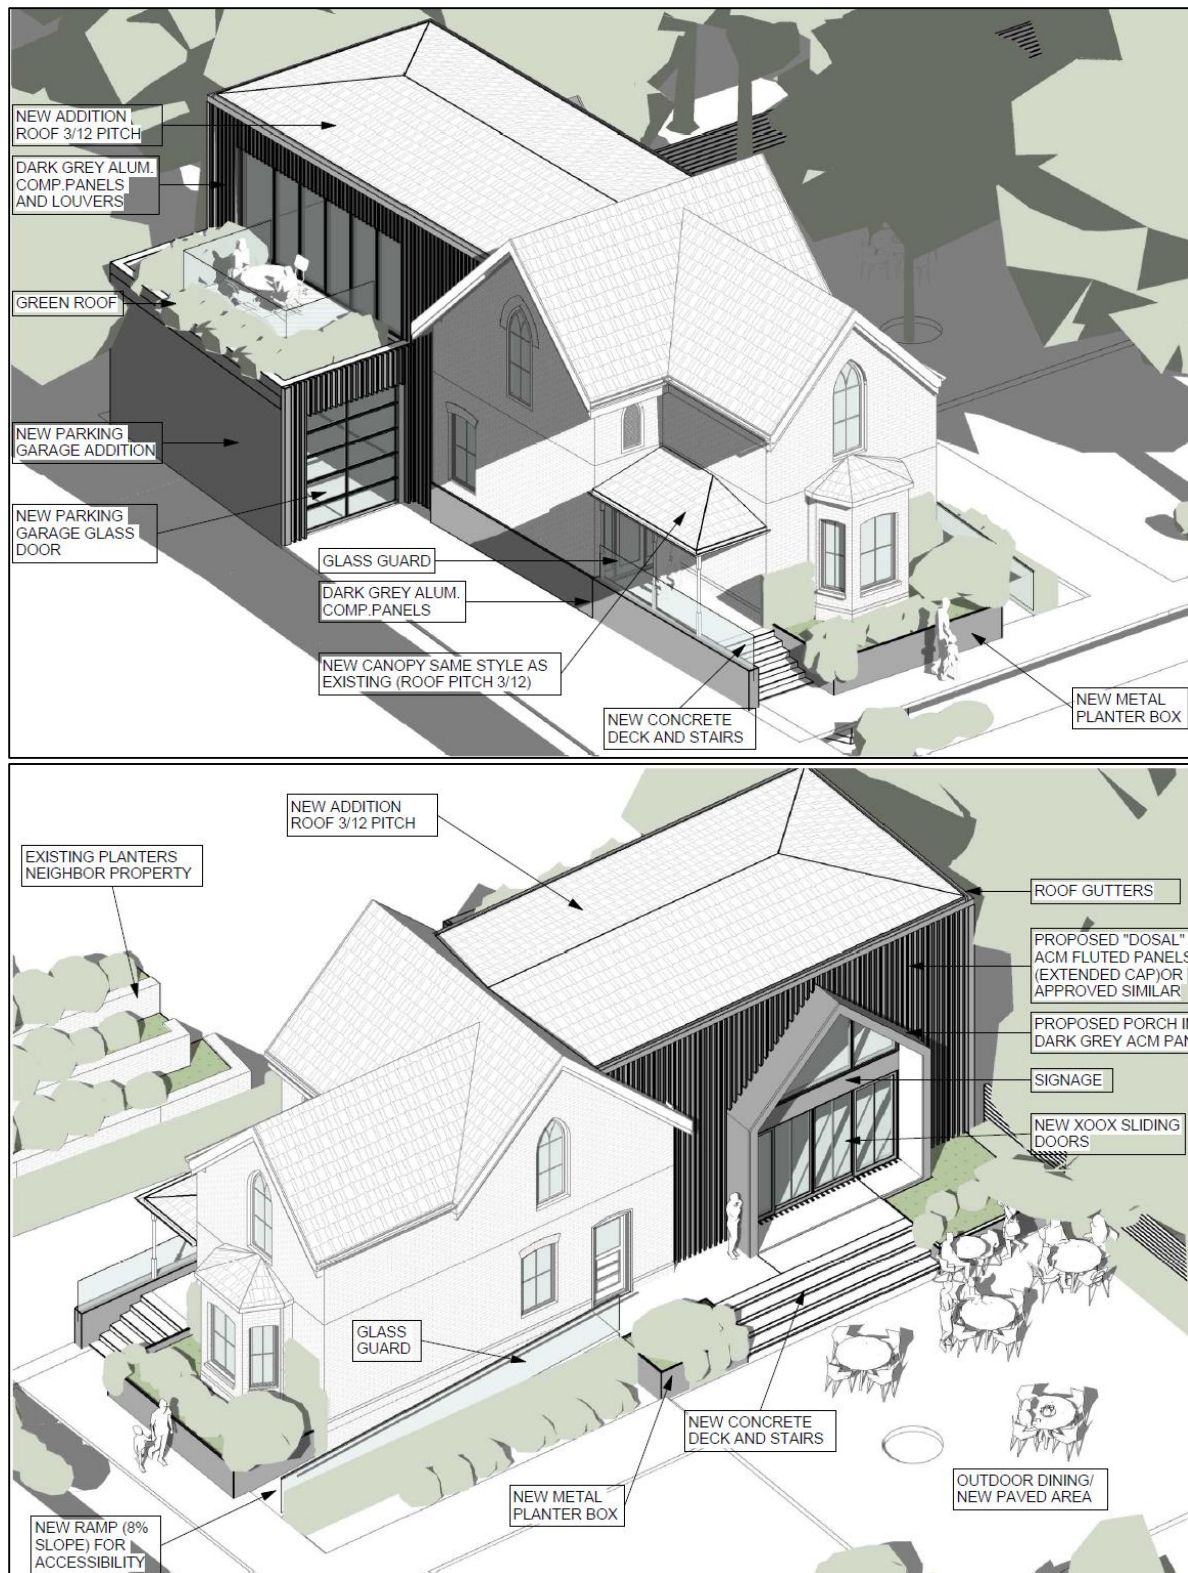 NEW ADDITION
ROOF 3/12 PITCH
DARK GREY ALUM.
COMP.PANELS
AND LOUVERS
GREEN ROOF
NEW PARKING
GARAGE ADDITION
NEW PARKING
GARAGE GLASS
DOOR
GLASS GUARD
DARK GREY ALUM.
COMP.PANELS
NEW CANOPY SAME STYLE AS
EXISTING (ROOF PITCH 3/12)
NEW CONCRETE
DECK AND STAIRS
NEW METAL
PLANTER BOX
NEW ADDITION
ROOF 3/12 PITCH
EXISTING PLANTERS
NEIGHBOR PROPERTY
ROOF GUTTERS
PROPOSED "DOSAL"
ACM FLUTED PANELS
(EXTENDED CAP)OR
APPROVED SIMILAR
PROPOSED PORCH
DARK GREY ACM
SIGNAGE
NEW XOOX SLIDING
DOORS
GLASS
GUARD
NEW CONCRETE
DECK AND STAIRS
NEW METAL
PLANTER BOX
OUTDOOR DINING/
NEW PAVED AREA
NEW RAMP (8%
SLOPE) FOR
ACCESSIBILITY